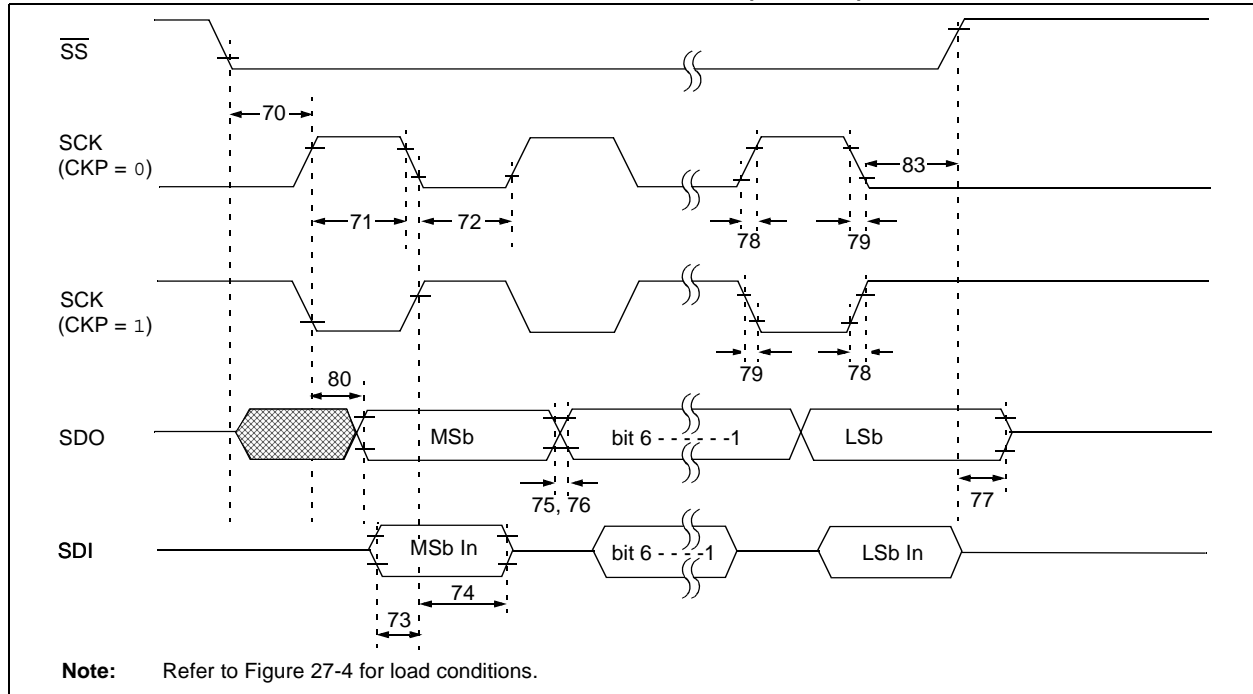 SS
70
SCK
(CKP = 0)
83
71
72
78
79
SCK
(CKP = 1)
79
78
80
SDO
MSb
bit 6 - - - - - - -1
LSb
75, 76
77
SDI
MSb In
bit 6 - - - -1
LSb In
74
73
Note: Refer to Figure 27-4 for load conditions.